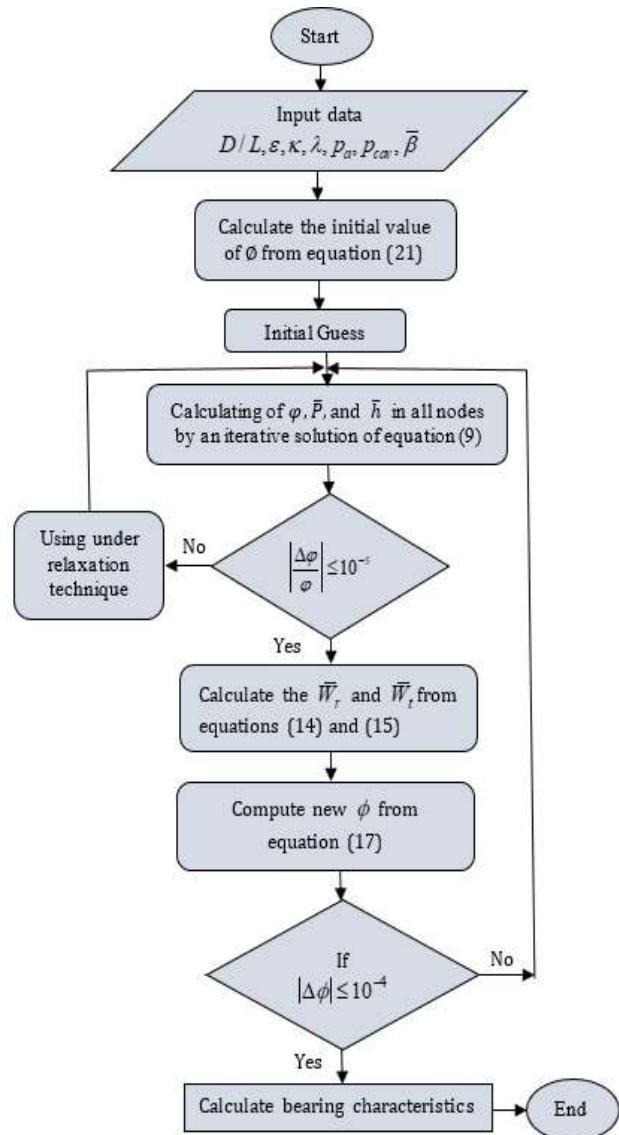 Start
Input data
D / L, ε, κ, λ, pₐ, p_cav, β̅
Calculate the initial value
of Ø from equation (21)
Initial Guess
Calculating of φ, P̅, and h̅ in all nodes
by an iterative solution of equation (9)
Using under
relaxation
technique
No
|Δφ/φ| ≤ 10⁻⁵
Yes
Calculate the W̅ᵣ and W̅ₜ from
equations (14) and (15)
Compute new ϕ from
equation (17)
If
|Δϕ| ≤ 10⁻⁴
No
Yes
Calculate bearing characteristics
End